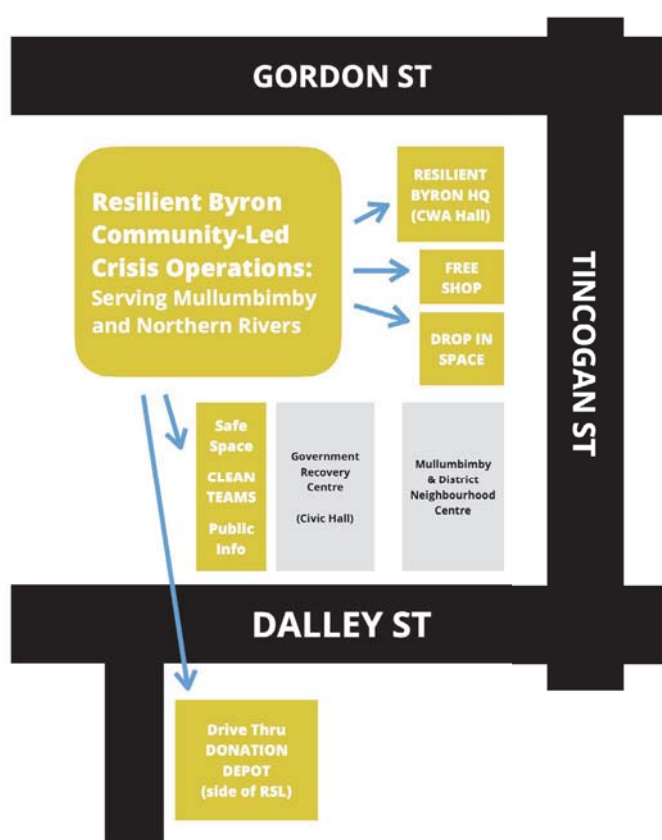 GORDON ST
Resilient Byron
Community-Led
Crisis Operations:
Serving Mullumbimby
and Northern Rivers
RESILIENT
BYRON HQ
(CWA Hall)
FREE
SHOP
DROP IN
SPACE
TINCOGAN ST
Safe
Space
CLEAN
TEAMS
Public
Info
Government
Recovery
Centre
(Civic Hall)
Mullumbimby
& District
Neighbourhood
Centre
DALLEY ST
Drive Thru
DONATION
DEPOT
(side of RSL)